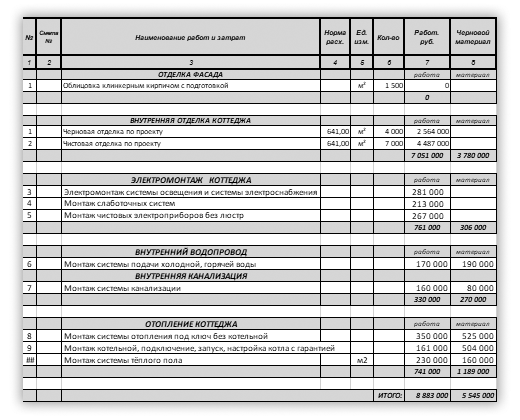 № Смета № Наименование работ и затрат Норма расх. Ед. изм. Кол-во Работ. руб. Черновой материал
1 2 3 4 5 6 7 8
ОТДЕЛКА ФАСАДА работа материал
1 Облицовка клинкерным кирпичом с подготовкой м² 1 500 0
0
ВНУТРЕННЯЯ ОТДЕЛКА КОТТЕДЖА работа материал
1 Черновая отделка по проекту 641,00 м² 4 000 2 564 000
2 Чистовая отделка по проекту 641,00 м² 7 000 4 487 000
7 051 000 3 780 000
ЭЛЕКТРОМОНТАЖ КОТТЕДЖА работа материал
3 Электромонтаж системы освещения и системы электроснабжения 281 000
4 Монтаж слаботочных систем 213 000
5 Монтаж чистовых электроприборов без люстр 267 000
761 000 306 000
ВНУТРЕННИЙ ВОДОПРОВОД работа материал
6 Монтаж системы подачи холодной, горячей воды 170 000 190 000
ВНУТРЕННЯЯ КАНАЛИЗАЦИЯ
7 Монтаж системы канализации 160 000 80 000
330 000 270 000
ОТОПЛЕНИЕ КОТТЕДЖА работа материал
8 Монтаж системы отопления под ключ без котельной 350 000 525 000
9 Монтаж котельной, подключение, запуск, настройка котла с гарантией 161 000 504 000
## Монтаж системы тёплого пола м2 230 000 160 000
741 000 1 189 000
ИТОГО: 8 883 000 5 545 000